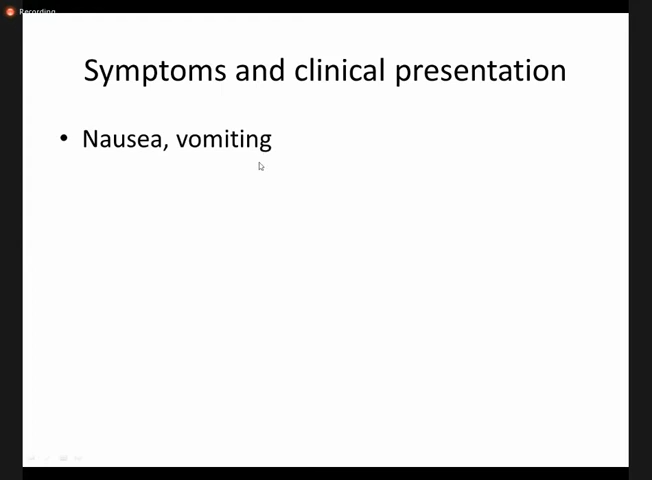 Recording
Symptoms and clinical presentation
• Nausea, vomiting